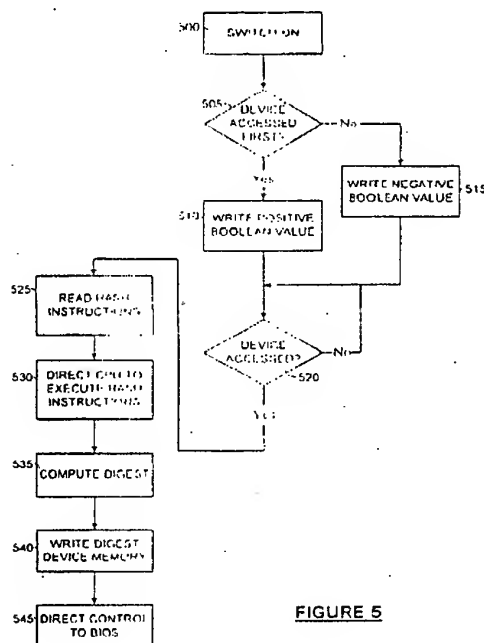 500
SWITCH ON
505
DEVICE
ACCESSED
FIRST?
No
Yes
510
WRITE POSITIVE
BOOLEAN VALUE
WRITE NEGATIVE
BOOLEAN VALUE
515
525
READ HASH
INSTRUCTIONS
DEVICE
ACCESSED?
No
520
Yes
530
DIRECT CPU TO
EXECUTE HASH
INSTRUCTIONS
535
COMPUTE DIGEST
540
WRITE DIGEST
DEVICE MEMORY
545
DIRECT CONTROL
TO BIOS
FIGURE 5